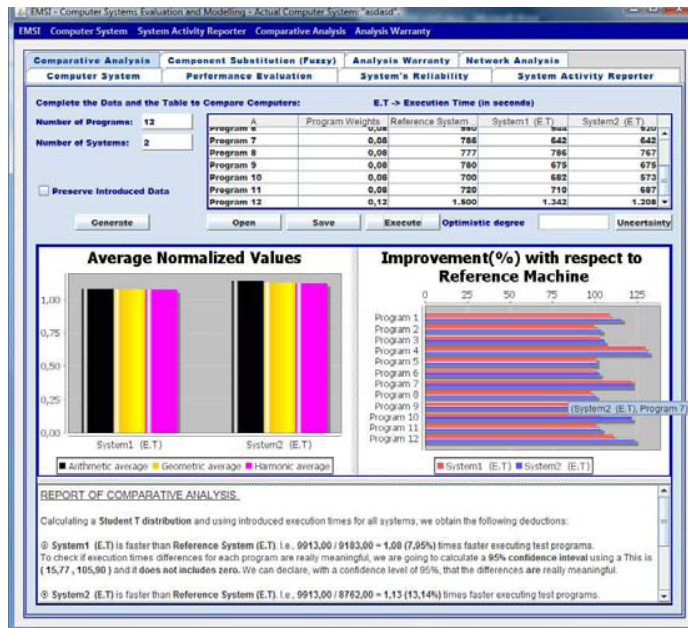 EMSI - Computer Systems Evaluation and Modelling - Actual Computer System: "asdasd".
EMSI Computer System System Activity Reporter Comparative Analysis Analysis Warranty
Comparative Analysis Component Substitution (Fuzzy) Analysis Warranty Network Analysis
Computer System Performance Evaluation System's Reliability System Activity Reporter
Complete the Data and the Table to Compare Computers: E.T -> Execution Time (in seconds)
Number of Programs: 12
Number of Systems: 2
Preserve Introduced Data
A Program Weights Reference System ... System1 (E.T) System2 (E.T)
Program 6 0,08
Program 7 0,08 786 642 642
Program 8 0,08 777 786 767
Program 9 0,08 780 675 675
Program 10 0,08 700 682 573
Program 11 0,08 720 710 687
Program 12 0,12 1.500 1.342 1.208
Generate Open Save Execute Optimistic degree Uncertainty
Average Normalized Values
1,00
0,75
0,50
0,25
0,00
System1 (E.T) System2 (E.T)
Arithmetic average Geometric average Harmonic average
Improvement(%) with respect to
Reference Machine
0 25 50 75 100 125
Program 1
Program 2
Program 3
Program 4
Program 5
Program 6
Program 7
Program 8
Program 9
Program 10
Program 11
Program 12
(System2 (E.T), Program 7)
System1 (E.T) System2 (E.T)
REPORT OF COMPARATIVE ANALYSIS.
Calculating a Student T distribution and using introduced execution times for all systems, we obtain the following deductions:
System1 (E.T) is faster than Reference System (E.T). I.e., 9913,00 / 9183,00 = 1,08 (7,95%) times faster executing test programs.
To check if execution times differences for each program are really meaningful, we are going to calculate a 95% confidence inteval using a This is
( 15,77 , 105,90 ) and it does not includes zero. We can declare, with a confidence level of 95%, that the differences are really meaningful.
System2 (E.T) is faster than Reference System (E.T). I.e., 9913,00 / 8762,00 = 1,13 (13,14%) times faster executing test programs.